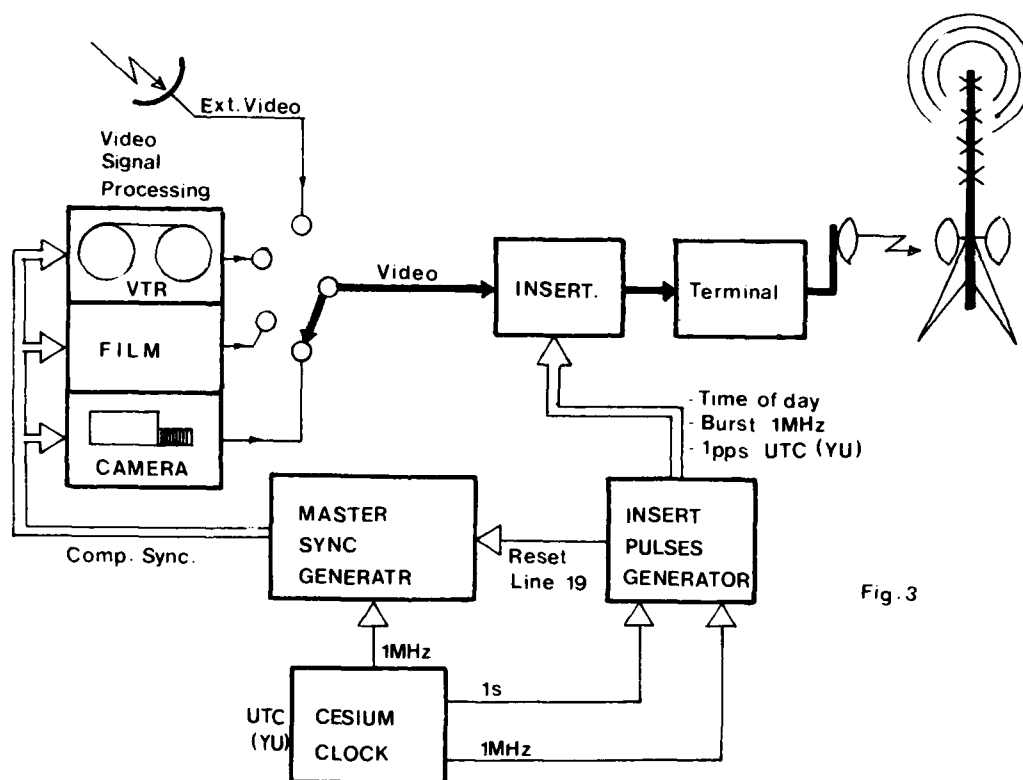 Ext. Video
Video
Signal
Processing
VTR
FILM
CAMERA
Video
INSERT.
Terminal
- Time of day
- Burst 1MHz
- 1pps UTC (YU)
MASTER
SYNC
GENERATR
Reset
Line 19
INSERT
PULSES
GENERATOR
Comp. Sync.
Fig. 3
1MHz
UTC
(YU)
CESIUM
CLOCK
1s
1MHz